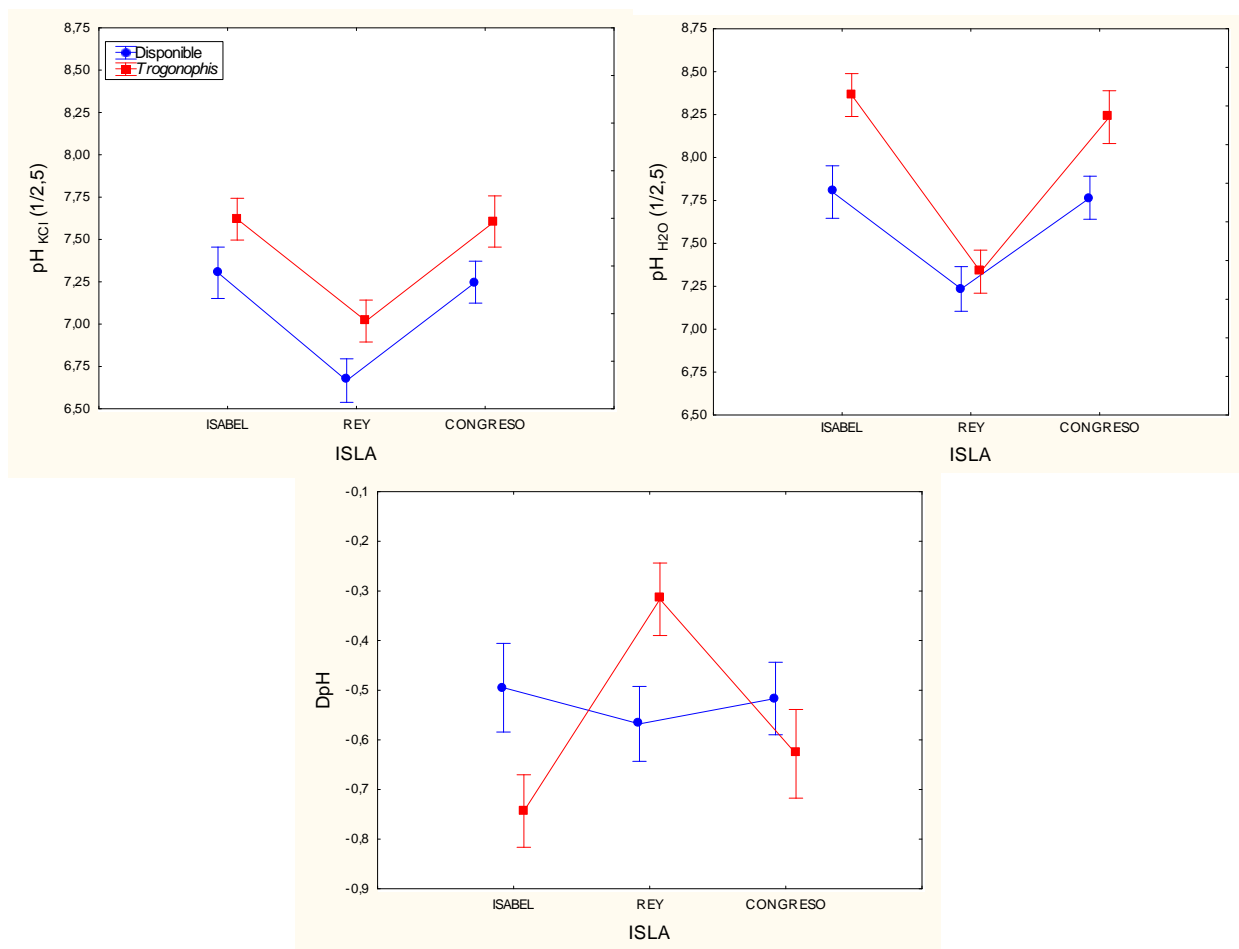 8,75
8,50
8,25
8,00
7,75
7,50
7,25
7,00
6,75
6,50
pH KCl (1/2,5)
Disponible
Trogonophis
ISABEL REY CONGRESO
ISLA
8,75
8,50
8,25
8,00
7,75
7,50
7,25
7,00
6,75
6,50
pH H2O (1/2,5)
ISABEL REY CONGRESO
ISLA
-0,1
-0,2
-0,3
-0,4
-0,5
-0,6
-0,7
-0,8
-0,9
DpH
ISABEL REY CONGRESO
ISLA